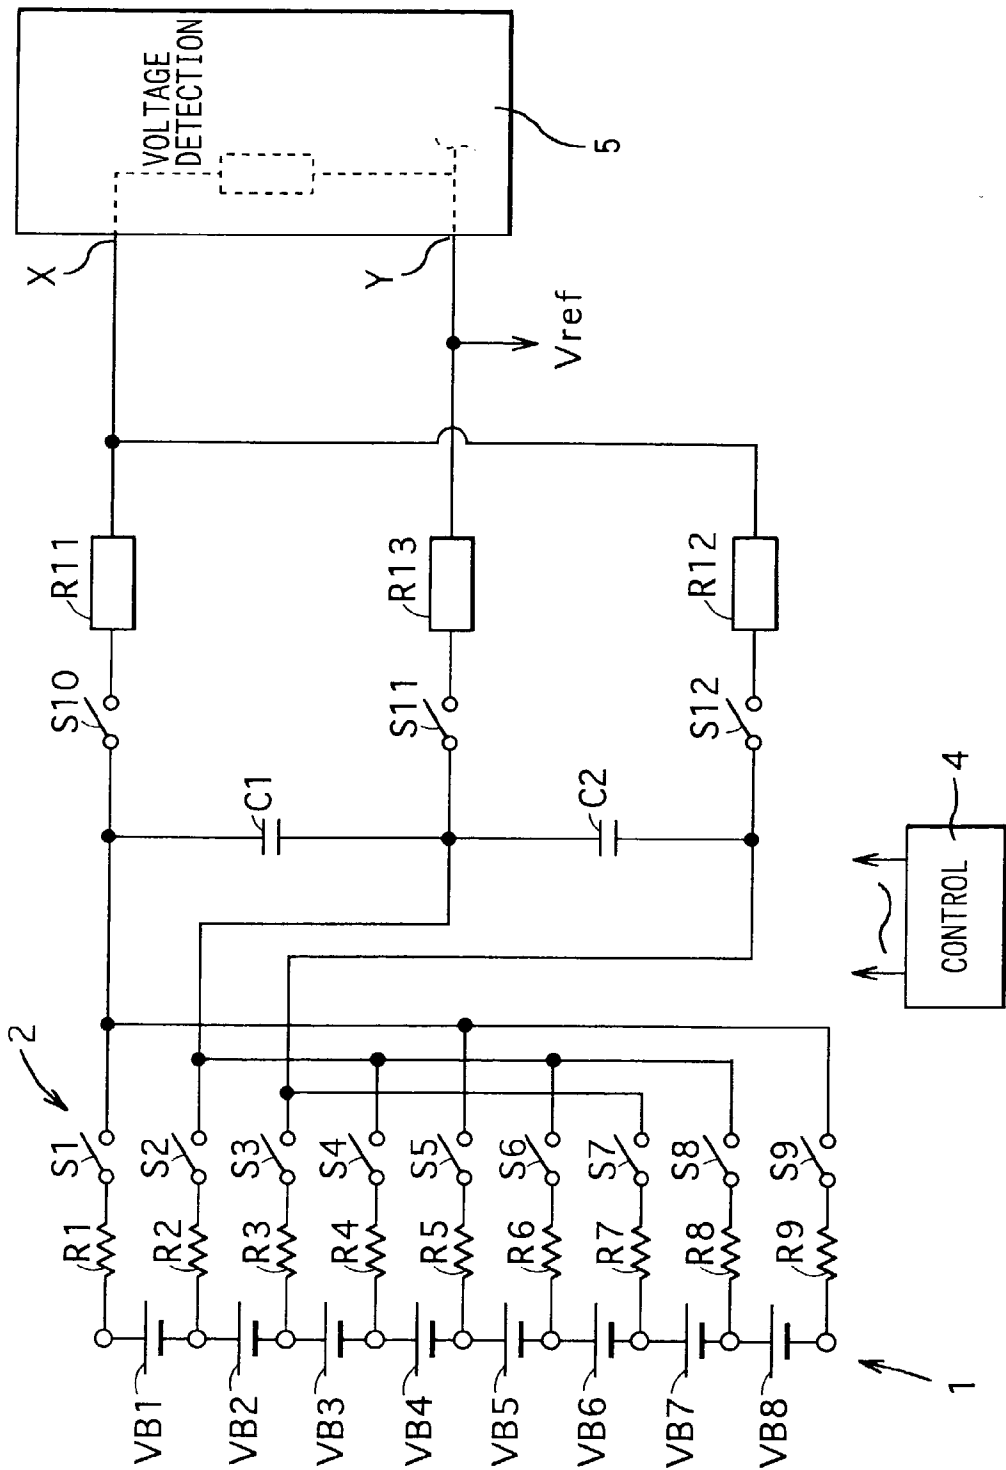 VOLTAGE
DETECTION
5
X
Y
Vref
R11
R13
R12
S10
S11
S12
C1
C2
4
CONTROL
2
S1
S2
S3
S4
S5
S6
S7
S8
S9
R1
R2
R3
R4
R5
R6
R7
R8
R9
VB1
VB2
VB3
VB4
VB5
VB6
VB7
VB8
1